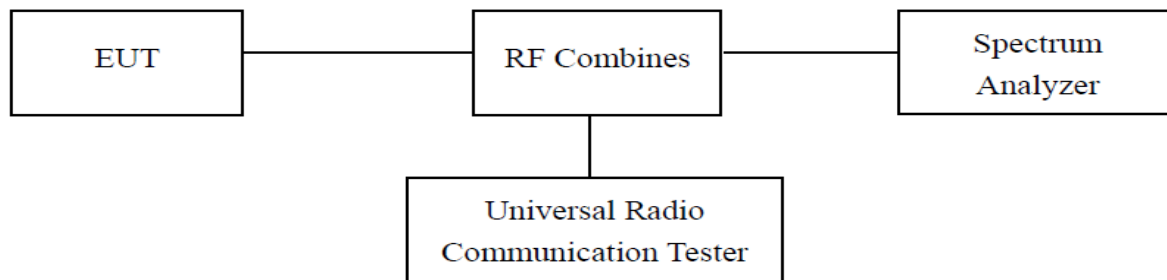 EUT
RF Combines
Spectrum
Analyzer
Universal Radio
Communication Tester